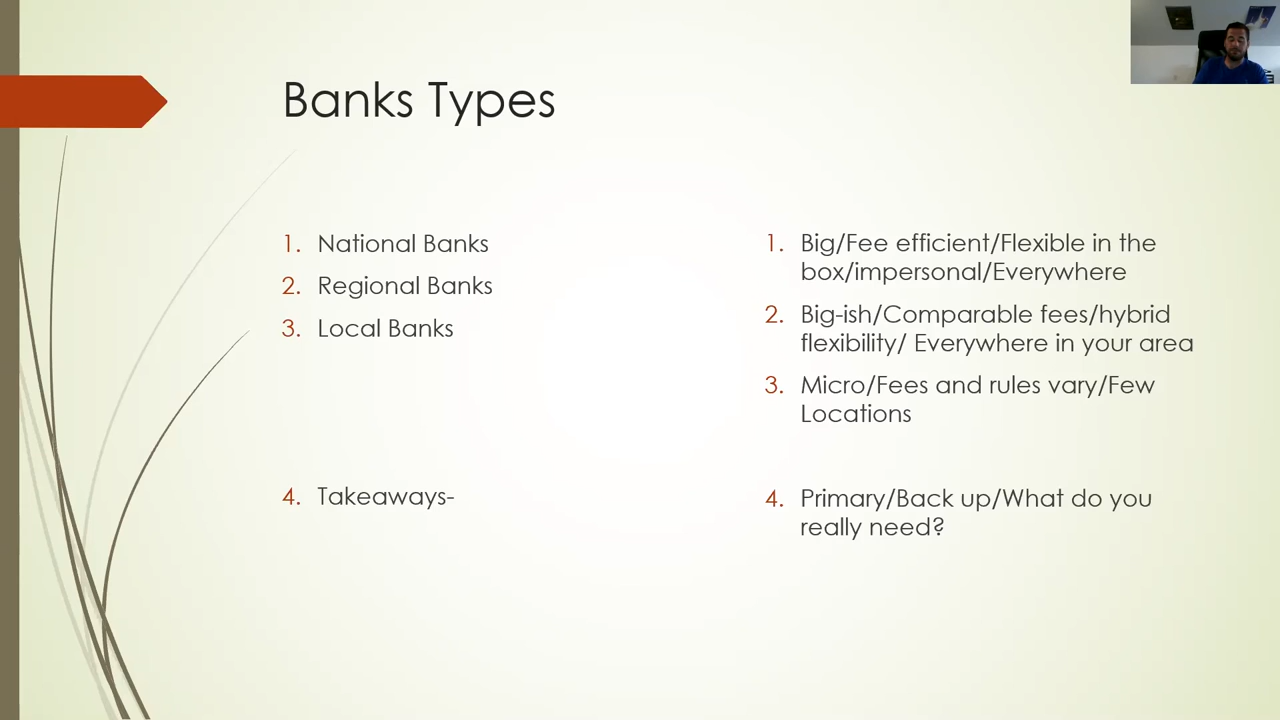 Banks Types
1. National Banks
2. Regional Banks
3. Local Banks
4. Takeaways-
1. Big/Fee efficient/Flexible in the
box/impersonal/Everywhere
2. Big-ish/Comparable fees/hybrid
flexibility/ Everywhere in your area
3. Micro/Fees and rules vary/Few
Locations
4. Primary/Back up/What do you
really need?